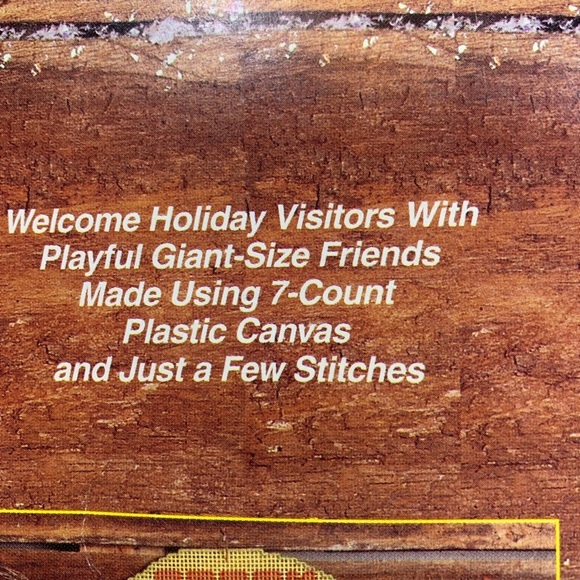 Welcome Holiday Visitors With
Playful Giant-Size Friends
Made Using 7-Count
Plastic Canvas
and Just a Few Stitches